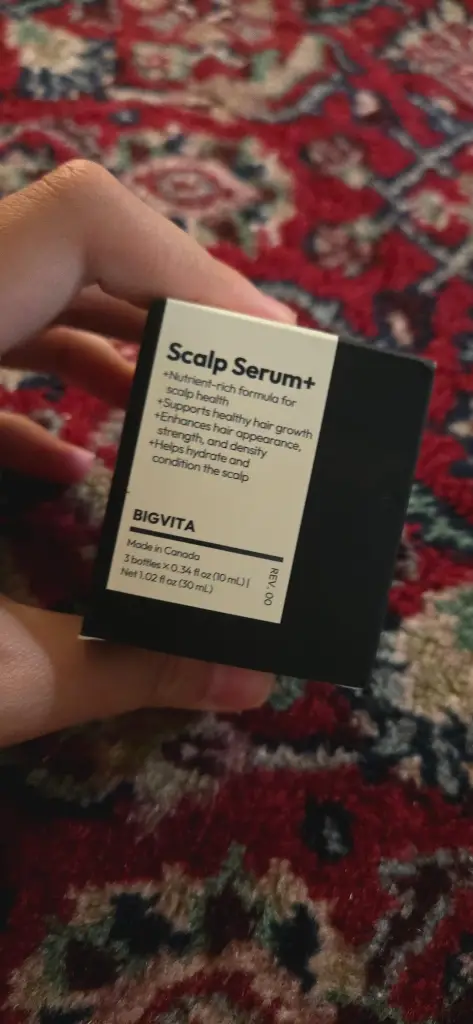 Scalp Serum+
+Nutrient-rich formula for
scalp health
+Supports healthy hair growth
+Enhances hair appearance,
strength, and density
+Helps hydrate and
condition the scalp
BIGVITA
Made in Canada
3 bottles × 0.34 fl oz (10 mL) |
Net 1.02 fl oz (30 mL)
REV. 00